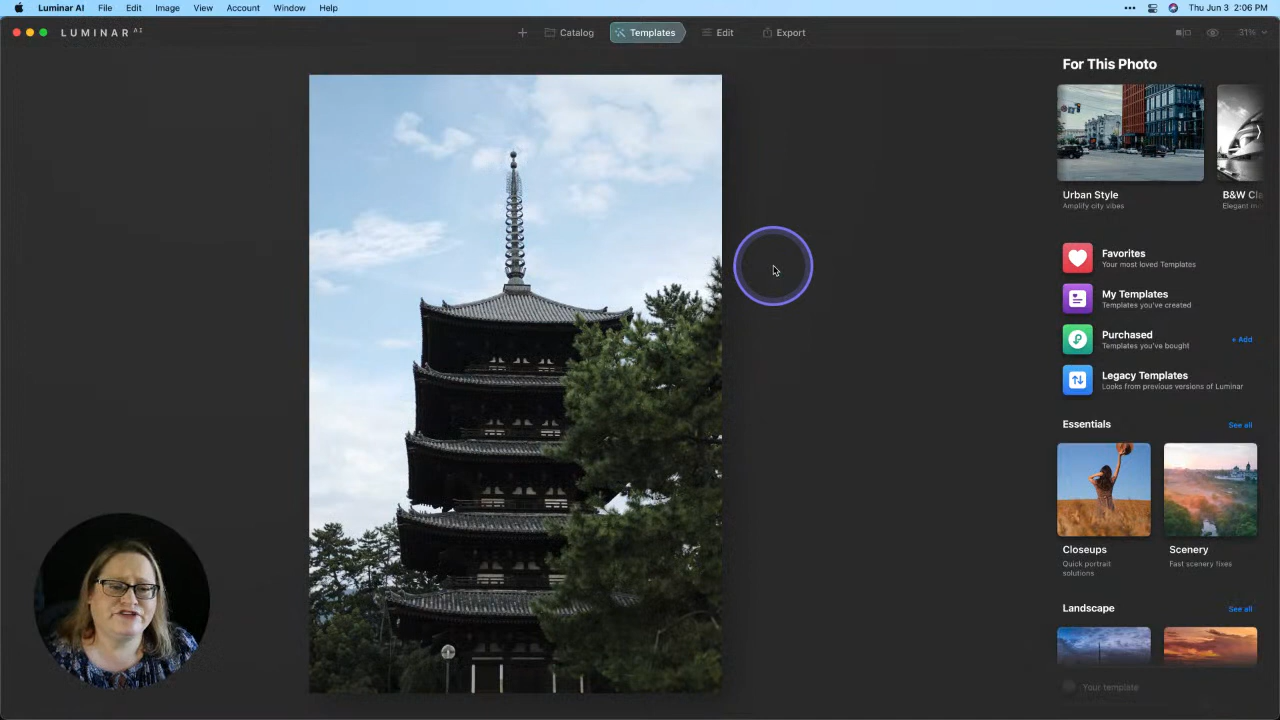 Luminar AI File Edit Image View Account Window Help ••• Thu Jun 3 2:06 PM
LUMINAR AI + Catalog Templates Edit Export 31%
For This Photo
Urban Style B&W Cla
Amplify city vibes
Favorites
Your most loved Templates
My Templates
Templates you've created
Purchased
Templates you've bought
+ Add
Legacy Templates
Looks from previous versions of Luminar
Essentials See all
Closeups Scenery
Quick portrait solutions Fast scenery fixes
Landscape See all
Your template